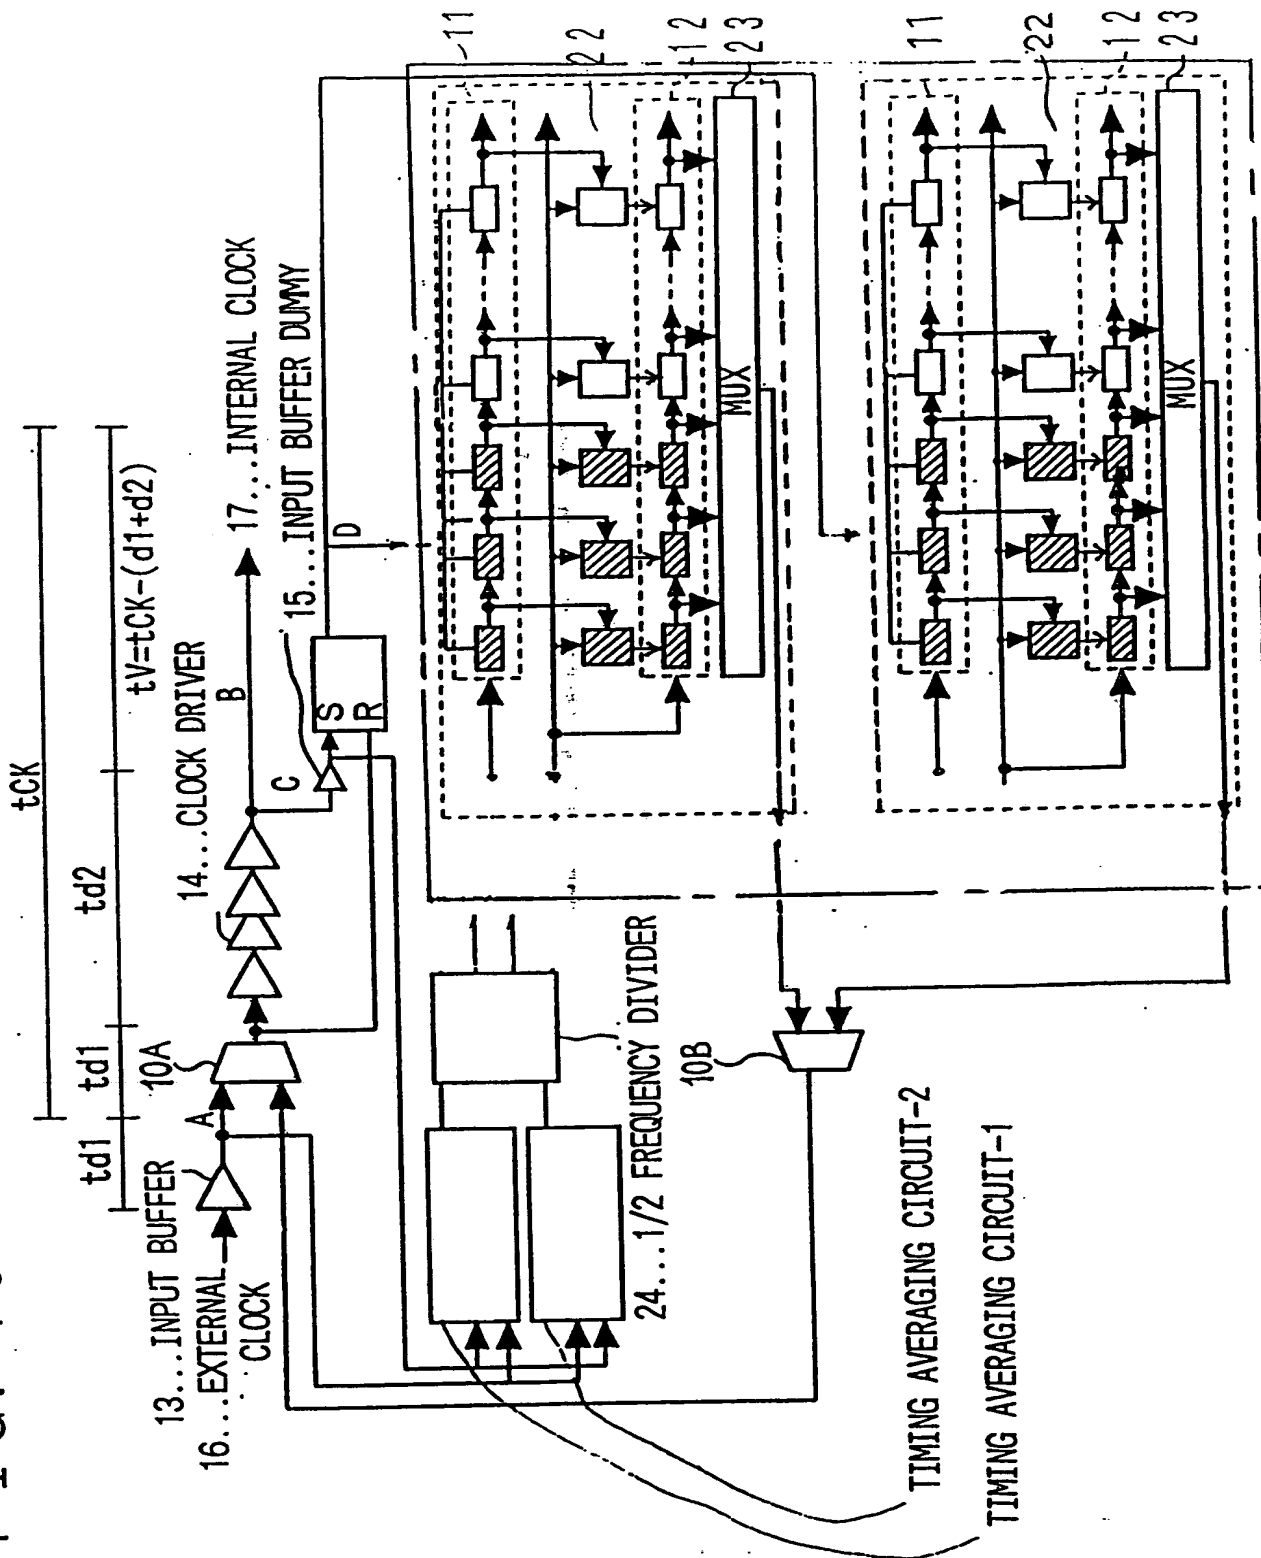 tCK
td1
td1
td2
tV=tCK-(d1+d2)
13...INPUT BUFFER
16...EXTERNAL
CLOCK
A
10A
14...CLOCK DRIVER
B
17...INTERNAL CLOCK
C
15...INPUT BUFFER DUMMY
S
R
D
11
22
12
23
MUX
24...1/2 FREQUENCY DIVIDER
10B
11
22
12
23
MUX
TIMING AVERAGING CIRCUIT-2
TIMING AVERAGING CIRCUIT-1